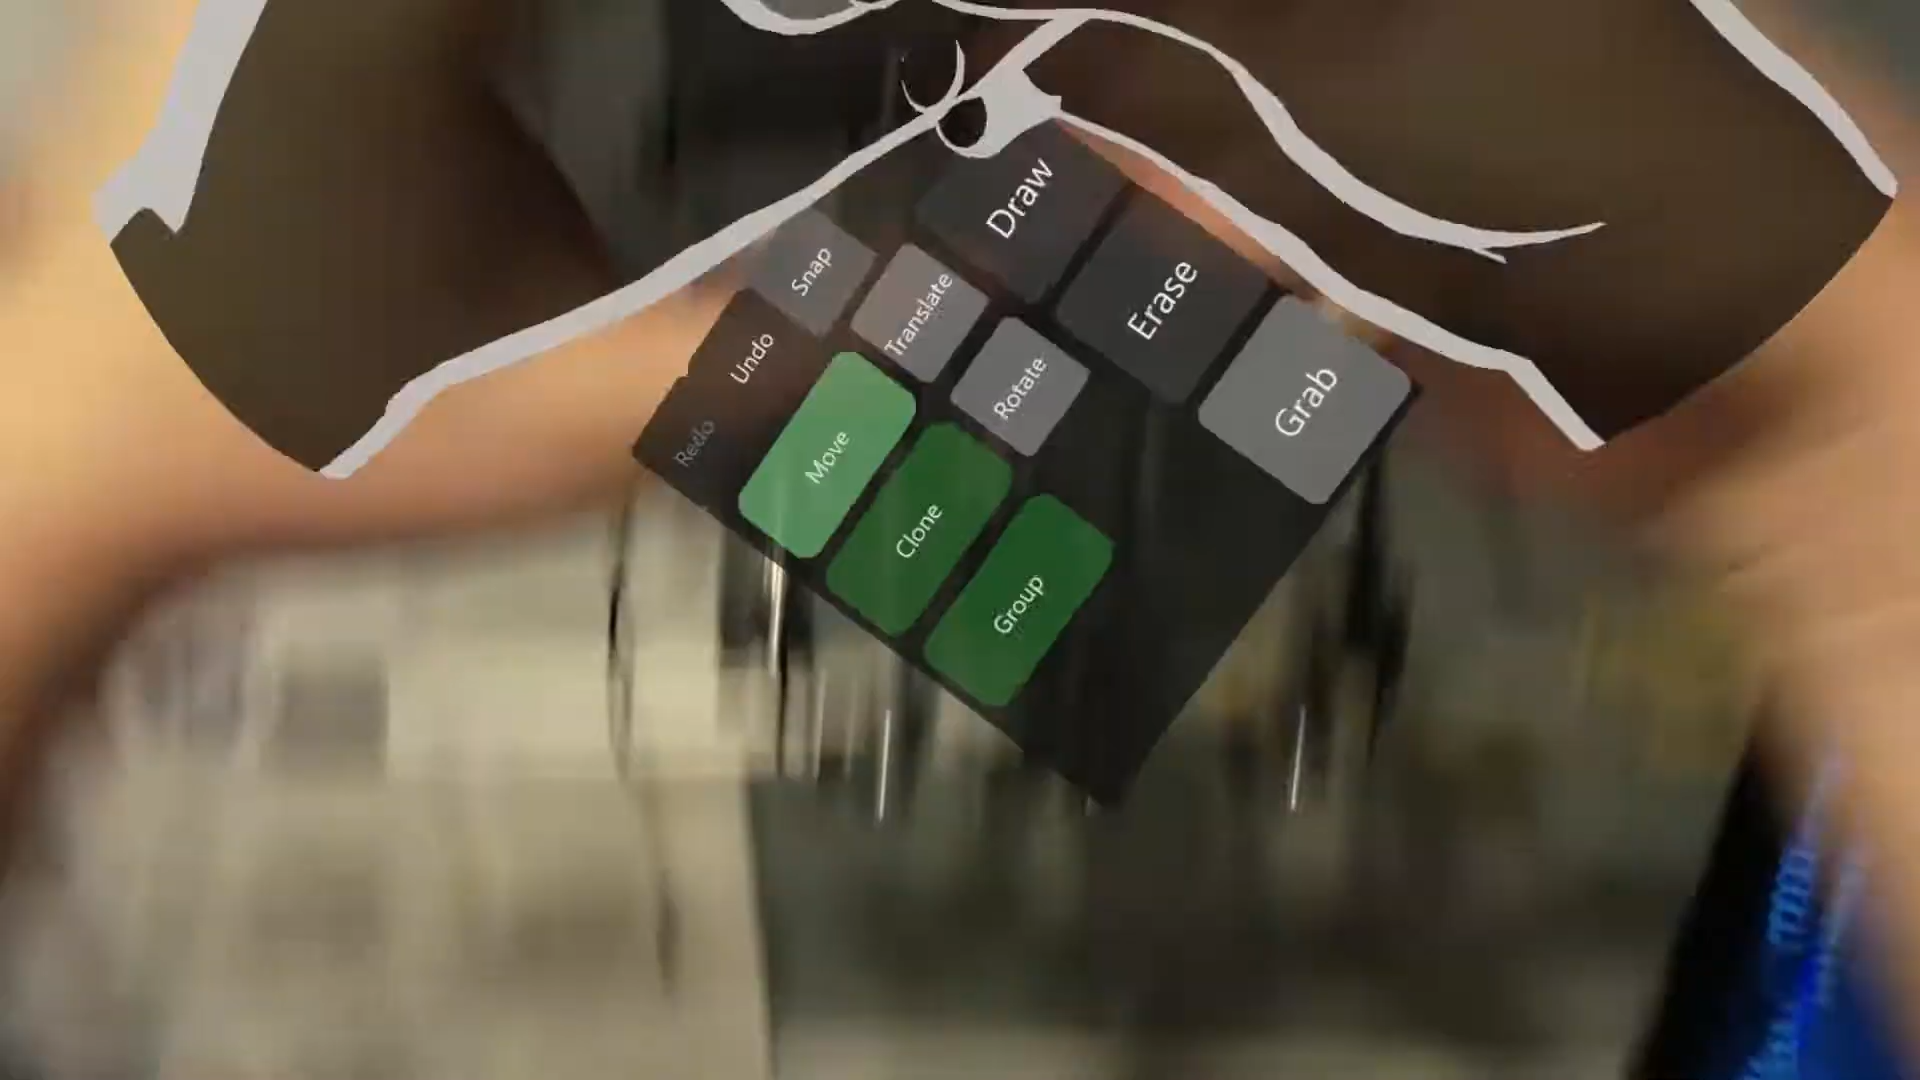 Draw
Erase
Grab
Snap
Translate
Rotate
Undo
Redo
Move
Clone
Group